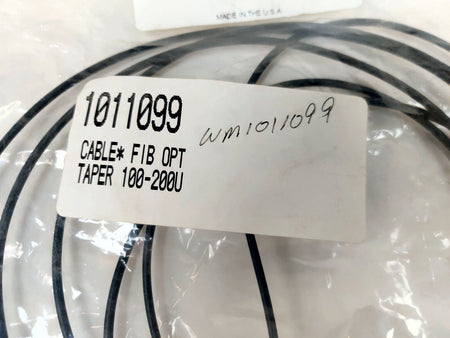 MADE IN THE U.S.A.
1011099
WM1011099
CABLE* FIB OPT
TAPER 100-200U